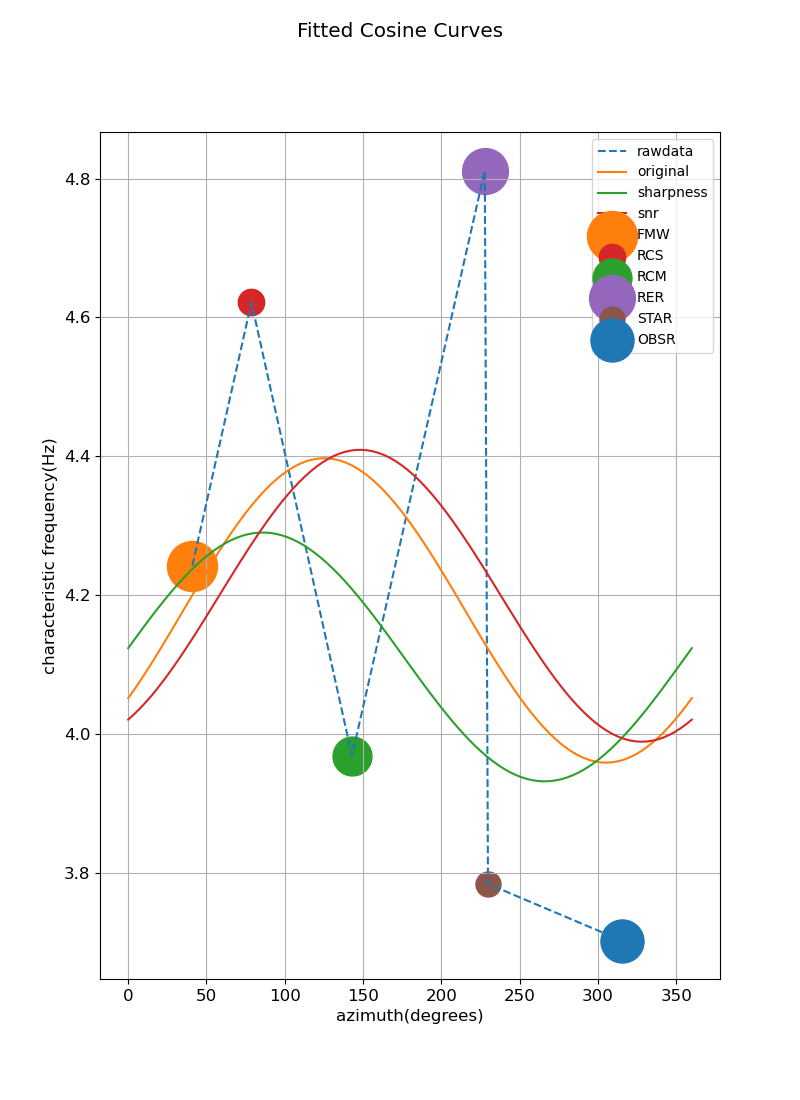 Fitted Cosine Curves
rawdata
original
sharpness
snr
FMW
RCS
RCM
RER
STAR
OBSR
4.8
4.6
4.4
4.2
4.0
3.8
characteristic frequency(Hz)
0 50 100 150 200 250 300 350
azimuth(degrees)